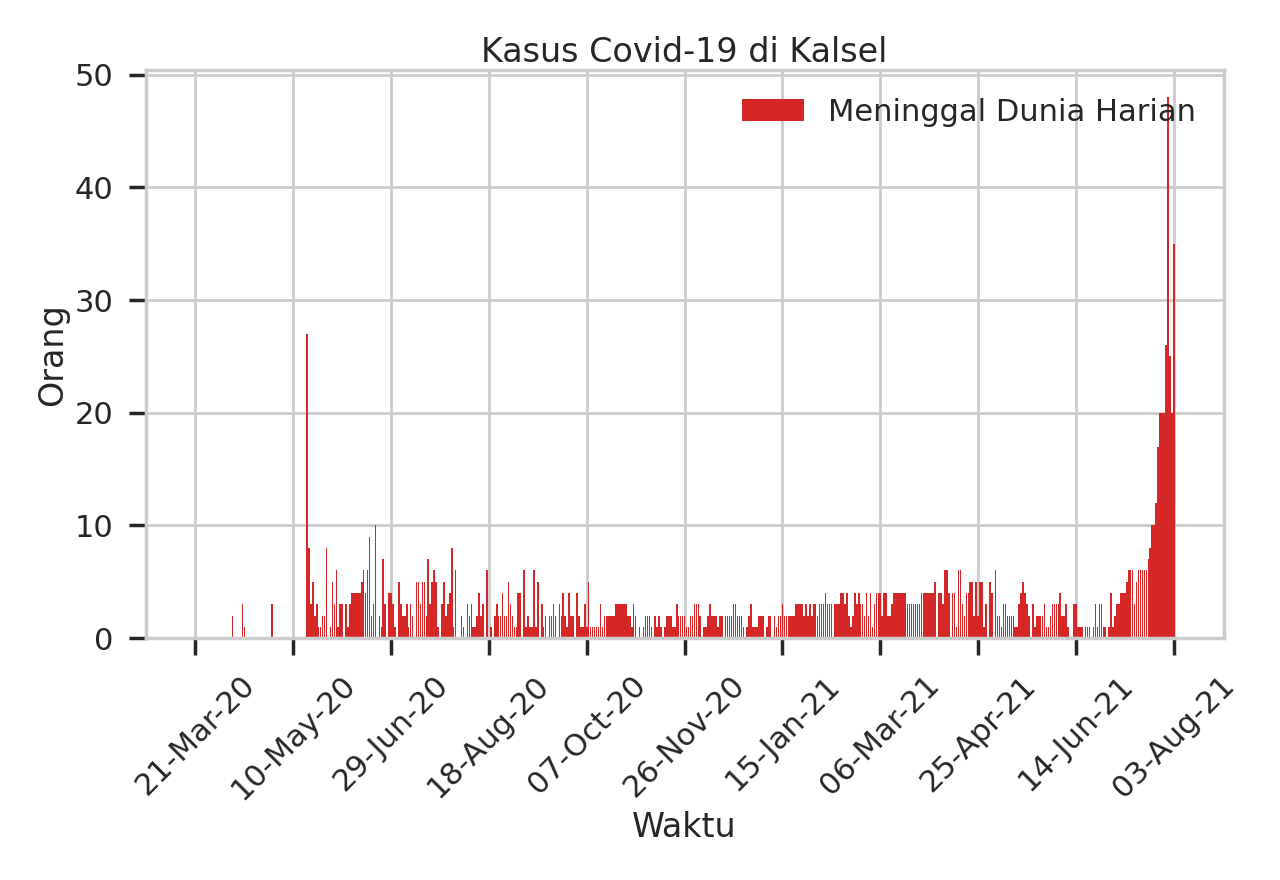 Kasus Covid-19 di Kalsel
Meninggal Dunia Harian
50
40
30
20
10
0
Orang
21-Mar-20
10-May-20
29-Jun-20
18-Aug-20
07-Oct-20
26-Nov-20
15-Jan-21
06-Mar-21
25-Apr-21
14-Jun-21
03-Aug-21
Waktu